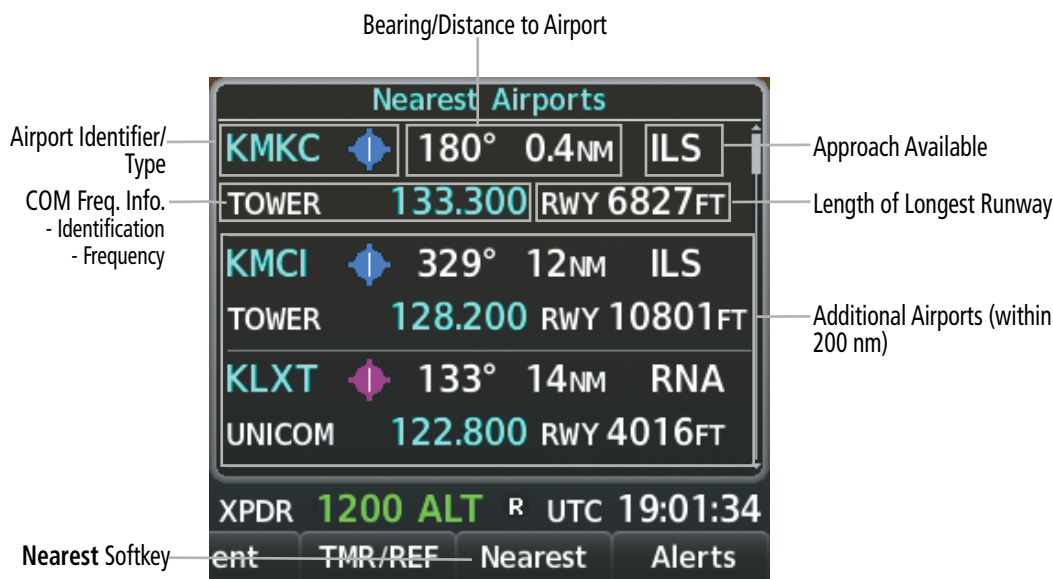 Bearing/Distance to Airport
Nearest Airports
Airport Identifier/
Type
KMKC 180° 0.4NM ILS
Approach Available
COM Freq. Info.
- Identification
- Frequency
TOWER 133.300 RWY 6827FT
Length of Longest Runway
KMCI 329° 12NM ILS
TOWER 128.200 RWY 10801FT
Additional Airports (within
200 nm)
KLXT 133° 14NM RNA
UNICOM 122.800 RWY 4016FT
XPDR 1200 ALT R UTC 19:01:34
Nearest Softkey
ent TMR/REF Nearest Alerts